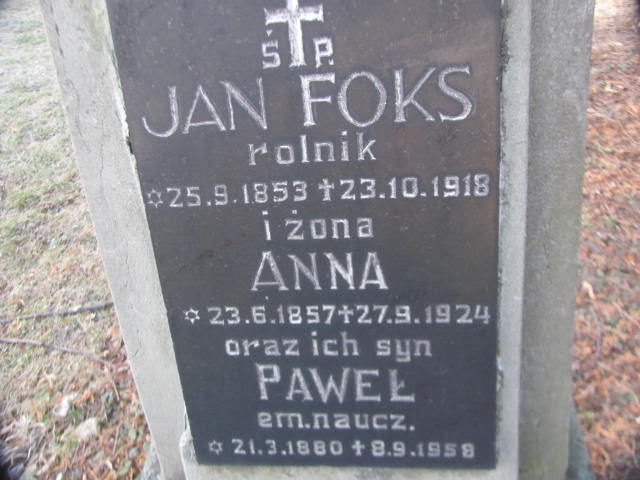 Ś.P.
JAN FOKS
rolnik
✡25.9.1853 ✝23.10.1918
i żona
ANNA
✡23.6.1857✝27.9.1924
oraz ich syn
PAWEŁ
em.naucz.
✡21.3.1880 ✝8.9.1958